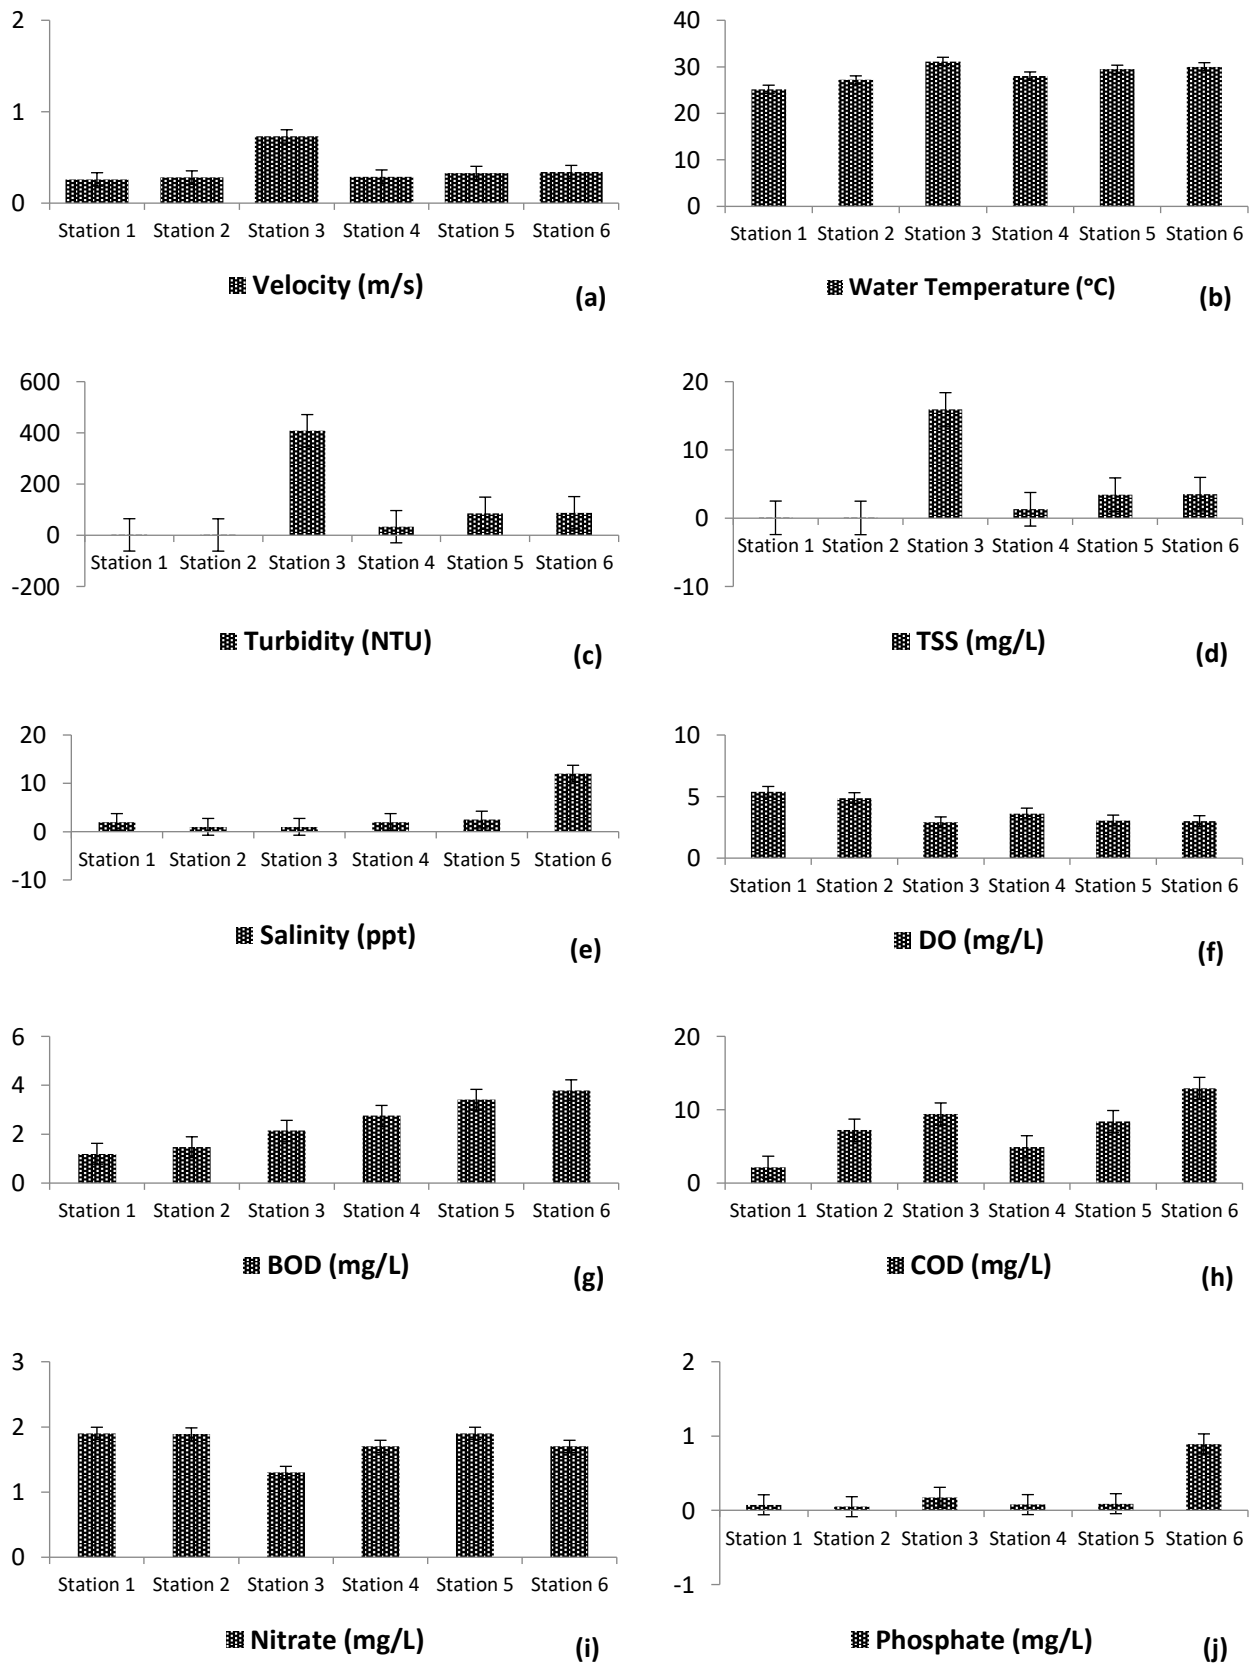 2
1
0
Station 1 Station 2 Station 3 Station 4 Station 5 Station 6
Velocity (m/s) (a)
40
30
20
10
0
Station 1 Station 2 Station 3 Station 4 Station 5 Station 6
Water Temperature (°C) (b)
600
400
200
0
Station 1 Station 2 Station 3 Station 4 Station 5 Station 6
-200
Turbidity (NTU) (c)
20
10
0
Station 1 Station 2 Station 3 Station 4 Station 5 Station 6
-10
TSS (mg/L) (d)
20
10
0
Station 1 Station 2 Station 3 Station 4 Station 5 Station 6
-10
Salinity (ppt) (e)
10
5
0
Station 1 Station 2 Station 3 Station 4 Station 5 Station 6
DO (mg/L) (f)
6
4
2
0
Station 1 Station 2 Station 3 Station 4 Station 5 Station 6
BOD (mg/L) (g)
20
10
0
Station 1 Station 2 Station 3 Station 4 Station 5 Station 6
COD (mg/L) (h)
3
2
1
0
Station 1 Station 2 Station 3 Station 4 Station 5 Station 6
Nitrate (mg/L) (i)
2
1
0
Station 1 Station 2 Station 3 Station 4 Station 5 Station 6
-1
Phosphate (mg/L) (j)